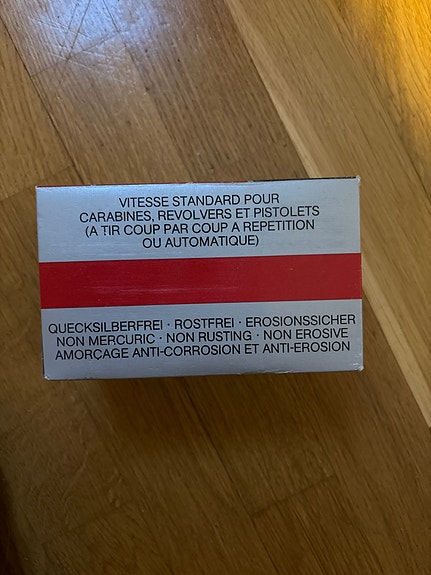 VITESSE STANDARD POUR
CARABINES, REVOLVERS ET PISTOLETS
(A TIR COUP PAR COUP A REPETITION
OU AUTOMATIQUE)
QUECKSILBERFREI · ROSTFREI · EROSIONSSICHER
NON MERCURIC · NON RUSTING · NON EROSIVE
AMORÇAGE ANTI-CORROSION ET ANTI-EROSION